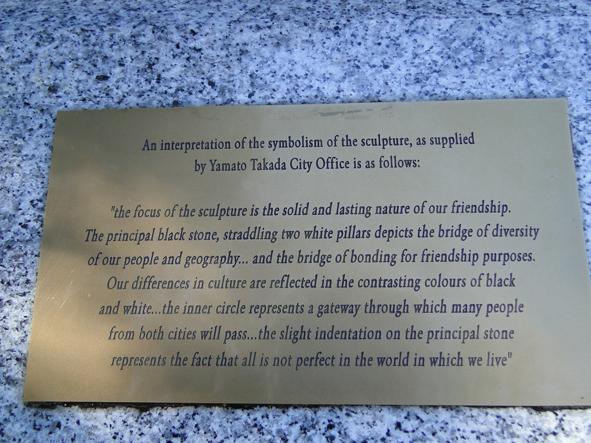 An interpretation of the symbolism of the sculpture, as supplied
by Yamato Takada City Office is as follows:
"the focus of the sculpture is the solid and lasting nature of our friendship.
The principal black stone, straddling two white pillars depicts the bridge of diversity
of our people and geography... and the bridge of bonding for friendship purposes.
Our differences in culture are reflected in the contrasting colours of black
and white...the inner circle represents a gateway through which many people
from both cities will pass...the slight indentation on the principal stone
represents the fact that all is not perfect in the world in which we live"